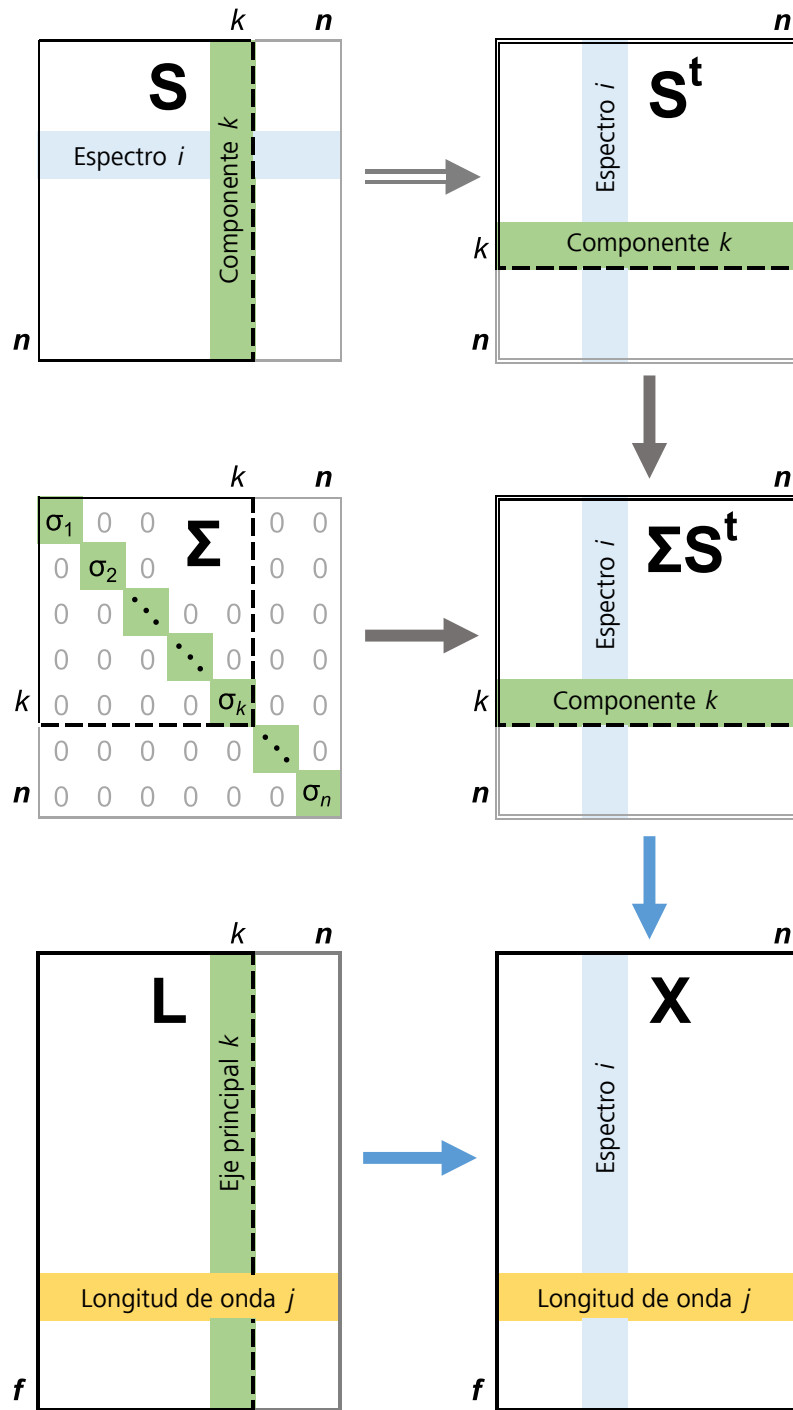 k n
S
Espectro i
Componente k
n
n
S^t
Espectro i
Componente k
k
n
k n
Σ
σ1 0 0 0 0
0 σ2 0 0 0
0 0 ⋱ 0 0 0 0
0 0 0 ⋱ 0 0 0
k 0 0 0 0 σk 0 0
0 0 0 0 0 ⋱ 0
n 0 0 0 0 0 0 σn
n
ΣS^t
Espectro i
Componente k
k
n
k n
L
Eje principal k
Longitud de onda j
f
n
X
Espectro i
Longitud de onda j
f